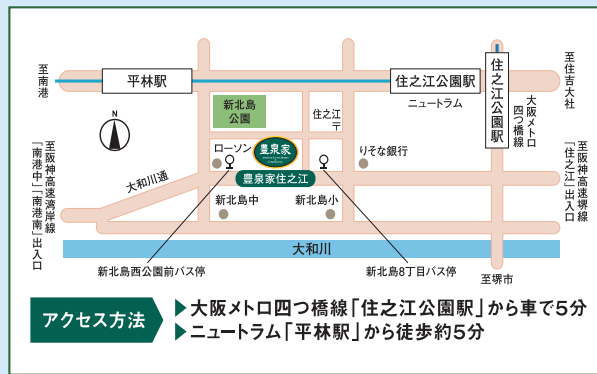 至南港
平林駅
新北島
公園
住之江
〒
住之江公園駅
ニュートラム
住之江公園駅
大阪メトロ
四つ橋線
至住吉大社
N
至阪神高速湾岸線
「南港中」「南港南」出入口
大和川通
ローソン
豊泉家
豊泉家住之江
りそな銀行
至阪神高速堺線
「住之江」出入口
新北島中
新北島小
大和川
新北島西公園前バス停
新北島8丁目バス停
至堺市
アクセス方法
▶大阪メトロ四つ橋線「住之江公園駅」から車で5分
▶ニュートラム「平林駅」から徒歩約5分